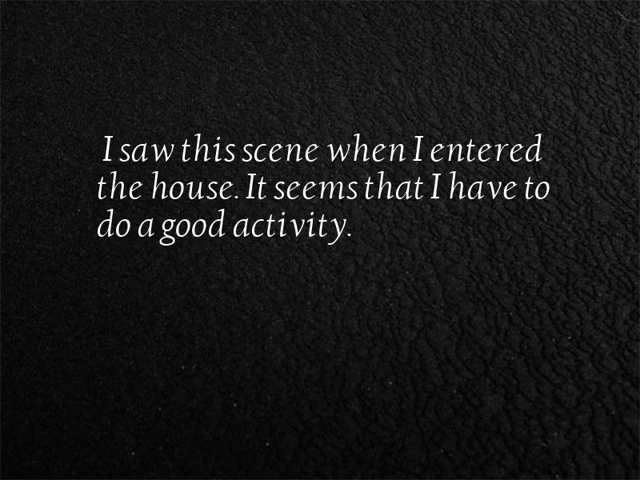 I saw this scene when I entered
the house. It seems that I have to
do a good activity.